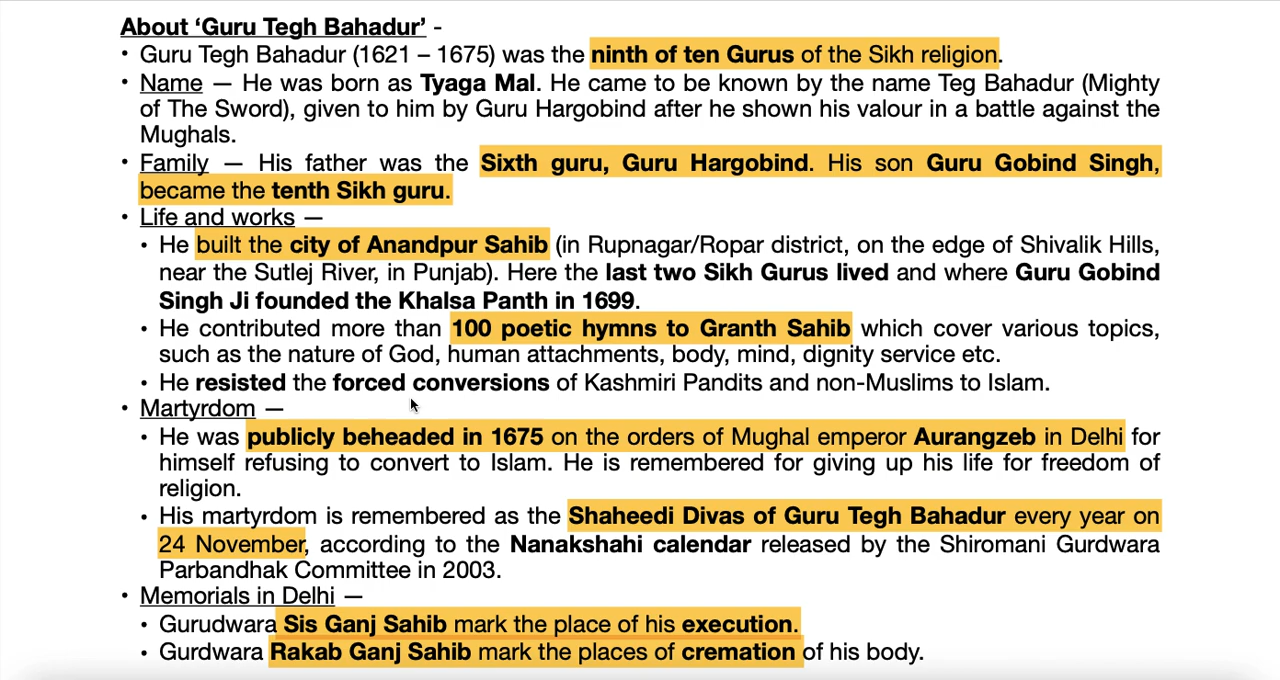 About ‘Guru Tegh Bahadur’ -
• Guru Tegh Bahadur (1621 – 1675) was the ninth of ten Gurus of the Sikh religion.
• Name — He was born as Tyaga Mal. He came to be known by the name Teg Bahadur (Mighty
of The Sword), given to him by Guru Hargobind after he shown his valour in a battle against the
Mughals.
• Family — His father was the Sixth guru, Guru Hargobind. His son Guru Gobind Singh,
became the tenth Sikh guru.
• Life and works —
• He built the city of Anandpur Sahib (in Rupnagar/Ropar district, on the edge of Shivalik Hills,
near the Sutlej River, in Punjab). Here the last two Sikh Gurus lived and where Guru Gobind
Singh Ji founded the Khalsa Panth in 1699.
• He contributed more than 100 poetic hymns to Granth Sahib which cover various topics,
such as the nature of God, human attachments, body, mind, dignity service etc.
• He resisted the forced conversions of Kashmiri Pandits and non-Muslims to Islam.
• Martyrdom —
• He was publicly beheaded in 1675 on the orders of Mughal emperor Aurangzeb in Delhi for
himself refusing to convert to Islam. He is remembered for giving up his life for freedom of
religion.
• His martyrdom is remembered as the Shaheedi Divas of Guru Tegh Bahadur every year on
24 November, according to the Nanakshahi calendar released by the Shiromani Gurdwara
Parbandhak Committee in 2003.
• Memorials in Delhi —
• Gurudwara Sis Ganj Sahib mark the place of his execution.
• Gurdwara Rakab Ganj Sahib mark the places of cremation of his body.